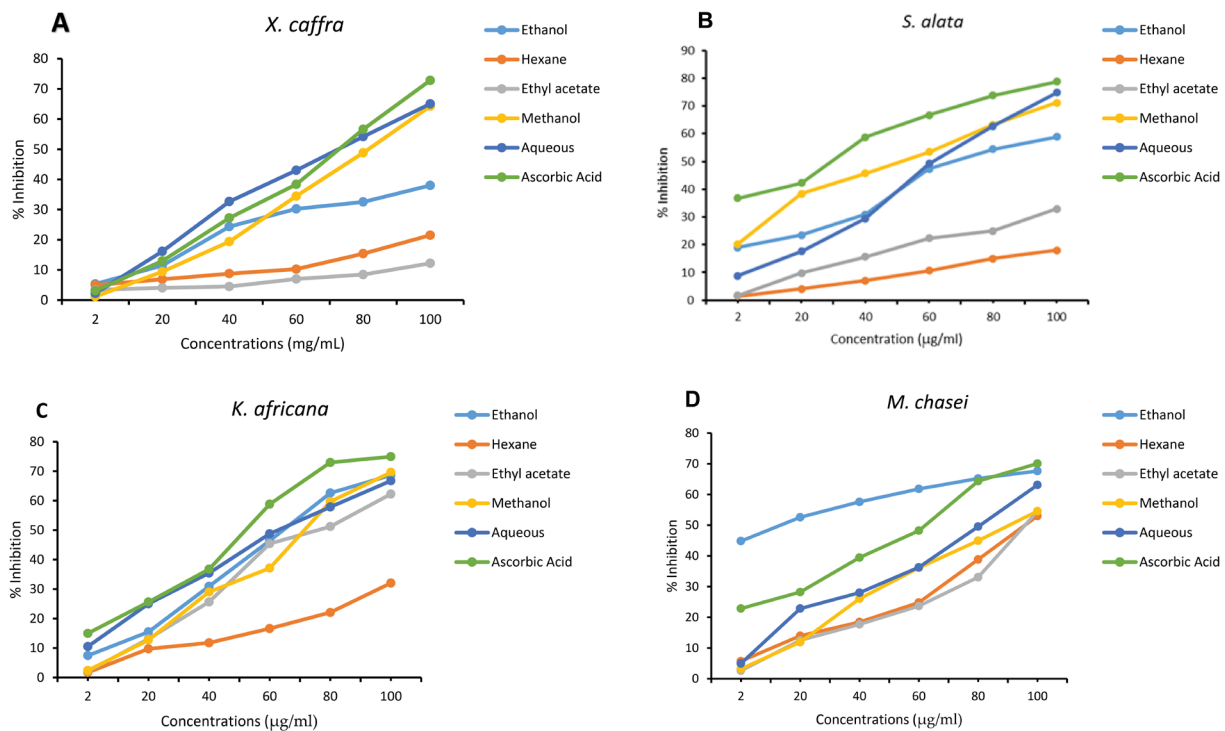 A
X. caffra
80
70
60
50
40
30
20
10
0
% Inhibition
2 20 40 60 80 100
Concentrations (mg/mL)
Ethanol
Hexane
Ethyl acetate
Methanol
Aqueous
Ascorbic Acid
B
S. alata
90
80
70
60
50
40
30
20
10
0
% Inhibition
2 20 40 60 80 100
Concentration (µg/ml)
Ethanol
Hexane
Ethyl acetate
Methanol
Aqueous
Ascorbic Acid
C
K. africana
80
70
60
50
40
30
20
10
0
% Inhibition
2 20 40 60 80 100
Concentrations (µg/ml)
Ethanol
Hexane
Ethyl acetate
Methanol
Aqueous
Ascorbic Acid
D
M. chasei
80
70
60
50
40
30
20
10
0
% Inhibition
2 20 40 60 80 100
Concentrations (µg/ml)
Ethanol
Hexane
Ethyl acetate
Methanol
Aqueous
Ascorbic Acid